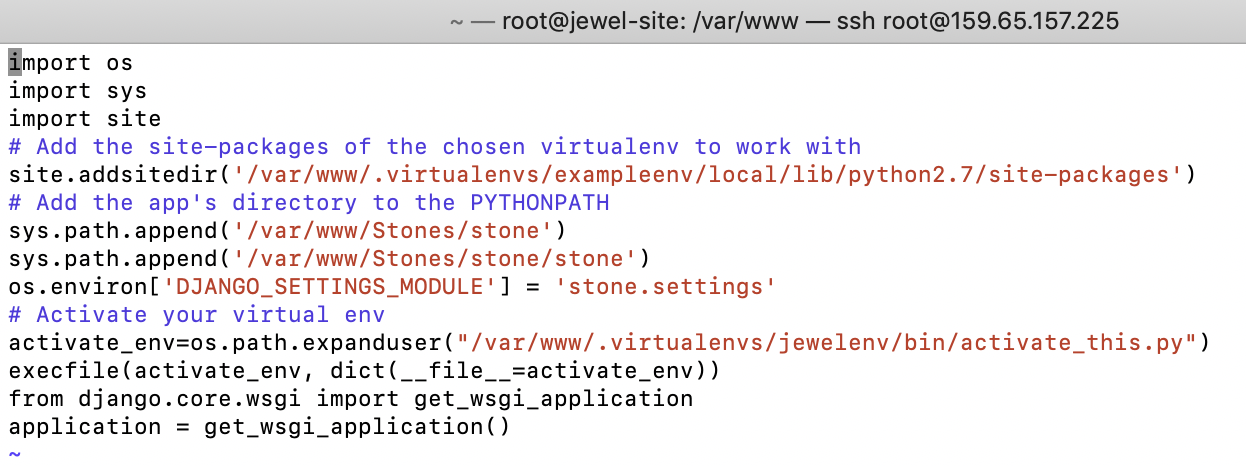 ~ — root@jewel-site: /var/www — ssh root@159.65.157.225
import os
import sys
import site
# Add the site-packages of the chosen virtualenv to work with
site.addsitedir('/var/www/.virtualenvs/exampleenv/local/lib/python2.7/site-packages')
# Add the app's directory to the PYTHONPATH
sys.path.append('/var/www/Stones/stone')
sys.path.append('/var/www/Stones/stone/stone')
os.environ['DJANGO_SETTINGS_MODULE'] = 'stone.settings'
# Activate your virtual env
activate_env=os.path.expanduser("/var/www/.virtualenvs/jewelenv/bin/activate_this.py")
execfile(activate_env, dict(__file__=activate_env))
from django.core.wsgi import get_wsgi_application
application = get_wsgi_application()
~